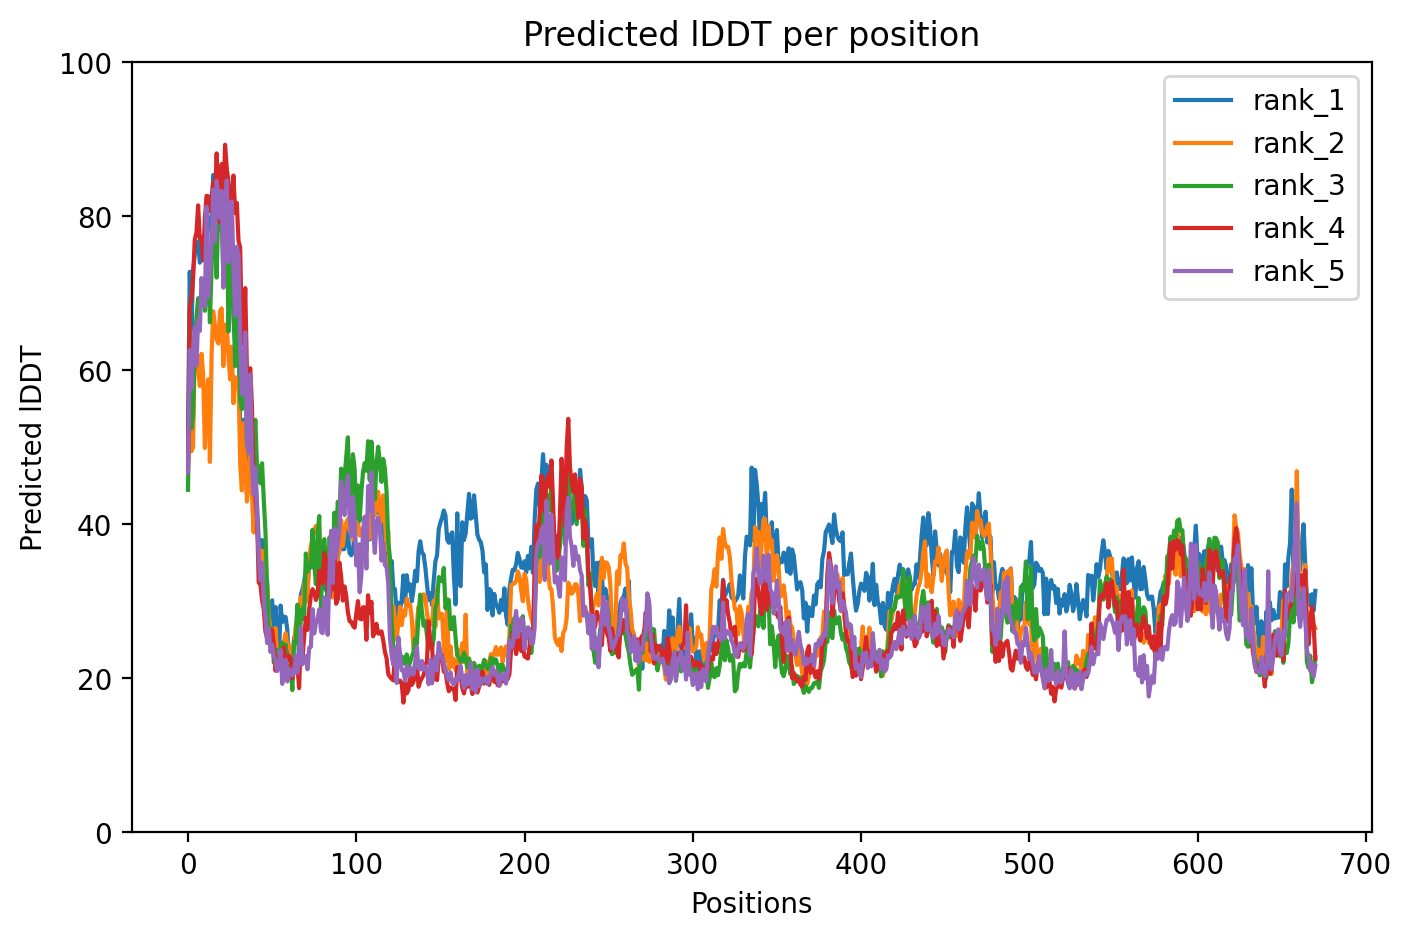 Predicted lDDT per position
100
80
60
40
20
0
Predicted lDDT
0 100 200 300 400 500 600 700
Positions
rank_1
rank_2
rank_3
rank_4
rank_5